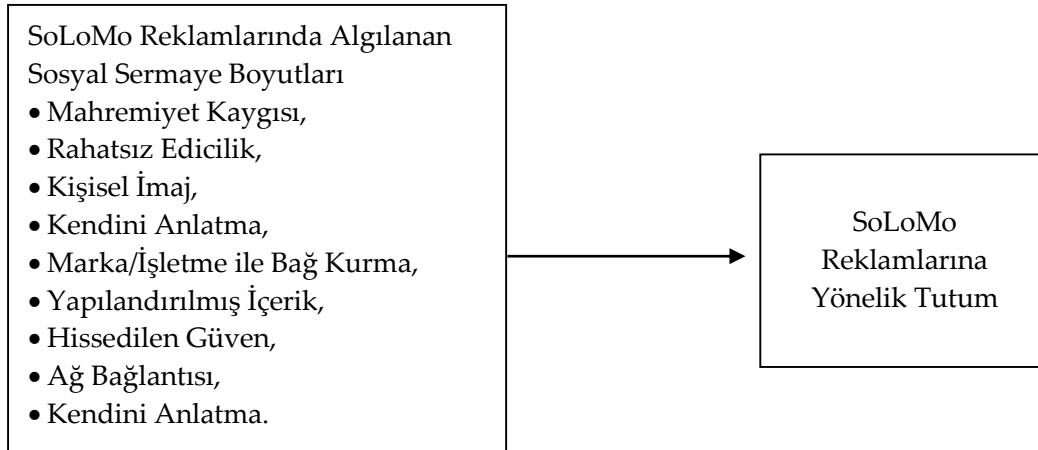 SoLoMo Reklamlarında Algılanan
Sosyal Sermaye Boyutları
• Mahremiyet Kaygısı,
• Rahatsız Edicilik,
• Kişisel İmaj,
• Kendini Anlatma,
• Marka/İşletme ile Bağ Kurma,
• Yapılandırılmış İçerik,
• Hissedilen Güven,
• Ağ Bağlantısı,
• Kendini Anlatma.
SoLoMo
Reklamlarına
Yönelik Tutum